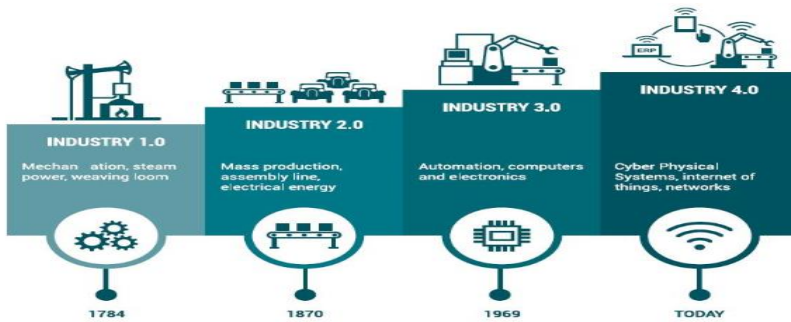 ERP
INDUSTRY 1.0
Mechan ation, steam
power, weaving loom
1784
INDUSTRY 2.0
Mass production,
assembly line,
electrical energy
1870
INDUSTRY 3.0
Automation, computers
and electronics
1969
INDUSTRY 4.0
Cyber Physical
Systems, internet of
things, networks
TODAY